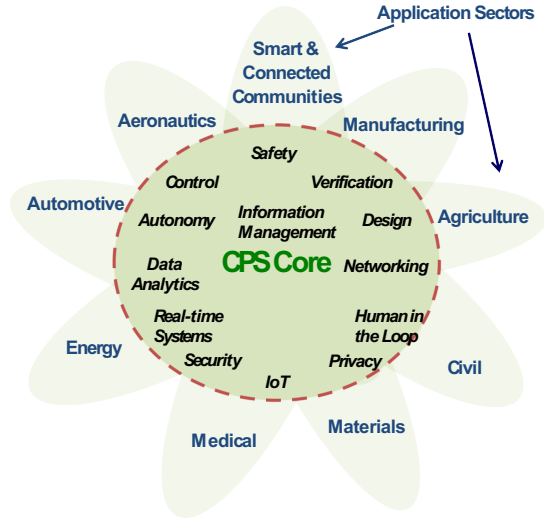 Application Sectors
Smart &
Connected
Communities
Aeronautics
Manufacturing
Safety
Control
Verification
Automotive
Autonomy
Information
Management
Design
Agriculture
CPS Core
Data
Analytics
Networking
Real-time
Systems
Human in
the Loop
Energy
Security
Privacy
Civil
IoT
Medical
Materials